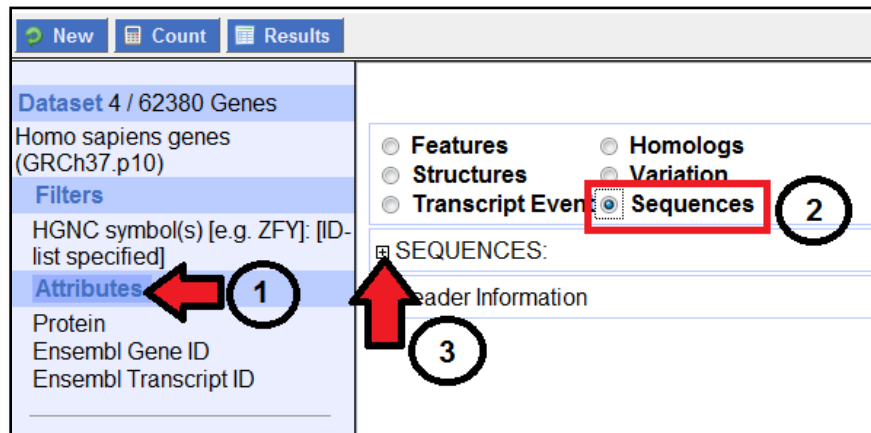 New Count Results
Dataset 4 / 62380 Genes
Homo sapiens genes
(GRCh37.p10)
Filters
HGNC symbol(s) [e.g. ZFY]: [ID-
list specified]
Attributes
1
Protein
Ensembl Gene ID
Ensembl Transcript ID
Features Homologs
Structures Variation
Transcript Event Sequences
2
SEQUENCES:
eader Information
3